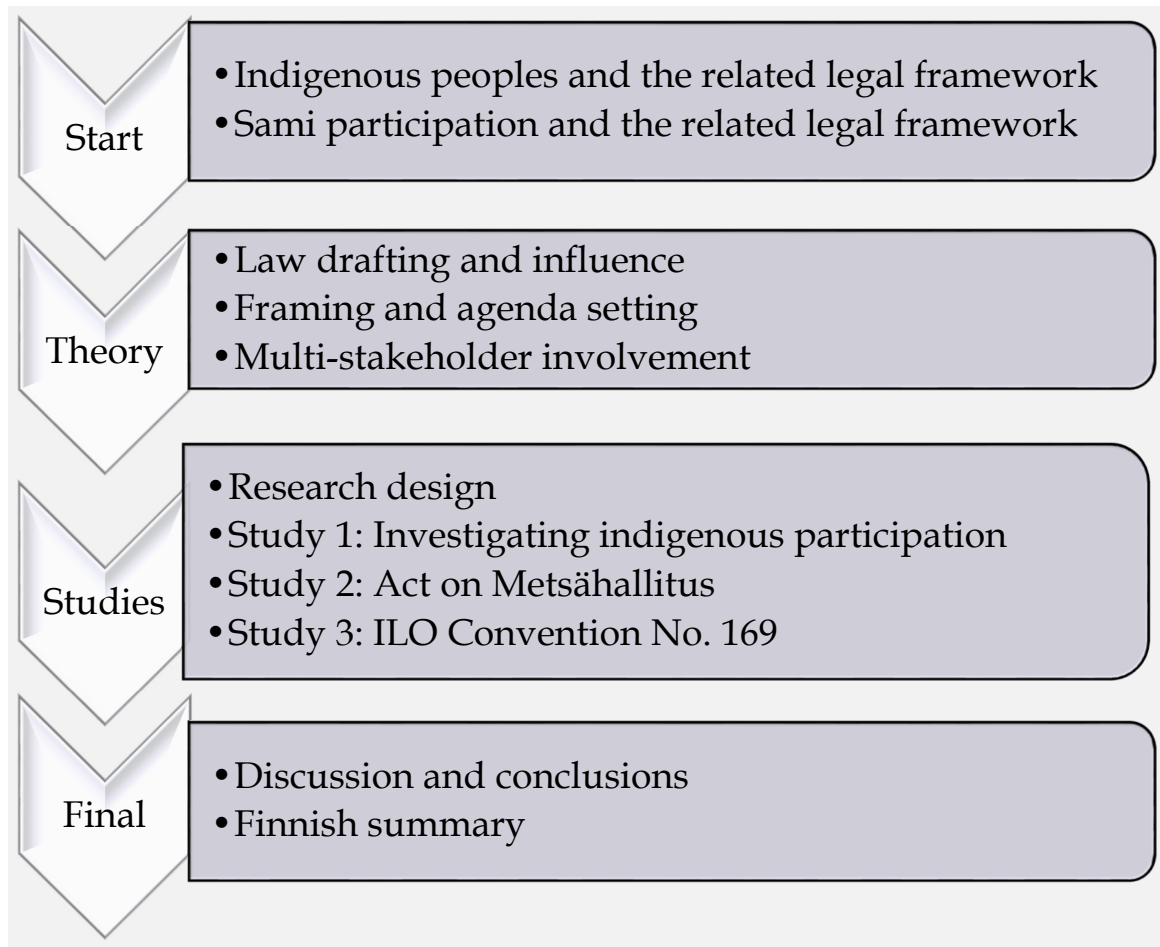 Start
•Indigenous peoples and the related legal framework
•Sami participation and the related legal framework
Theory
•Law drafting and influence
•Framing and agenda setting
•Multi-stakeholder involvement
Studies
•Research design
•Study 1: Investigating indigenous participation
•Study 2: Act on Metsähallitus
•Study 3: ILO Convention No. 169
Final
•Discussion and conclusions
•Finnish summary